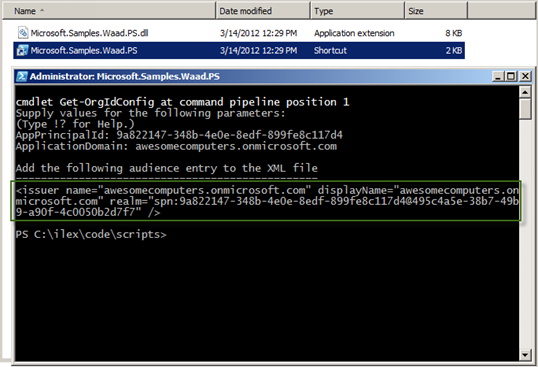 Name Date modified Type Size
Microsoft.Samples.Waad.PS.dll 3/14/2012 12:29 PM Application extension 8 KB
Microsoft.Samples.Waad.PS 3/14/2012 12:29 PM Shortcut 2 KB
Administrator: Microsoft.Samples.Waad.PS
cmdlet Get-OrgIdConfig at command pipeline position 1
Supply values for the following parameters:
(Type !? for Help.)
AppPrincipalId: 9a822147-348b-4e0e-8edf-899fe8c117d4
ApplicationDomain: awesomecomputers.onmicrosoft.com
Add the following audience entry to the XML file
------------------------------------------------
<issuer name="awesomecomputers.onmicrosoft.com" displayName="awesomecomputers.on
microsoft.com" realm="spn:9a822147-348b-4e0e-8edf-899fe8c117d40495c4a5e-38b7-49b
9-a90f-4c0050b2d7f7" />
PS C:\ilex\code\scripts>